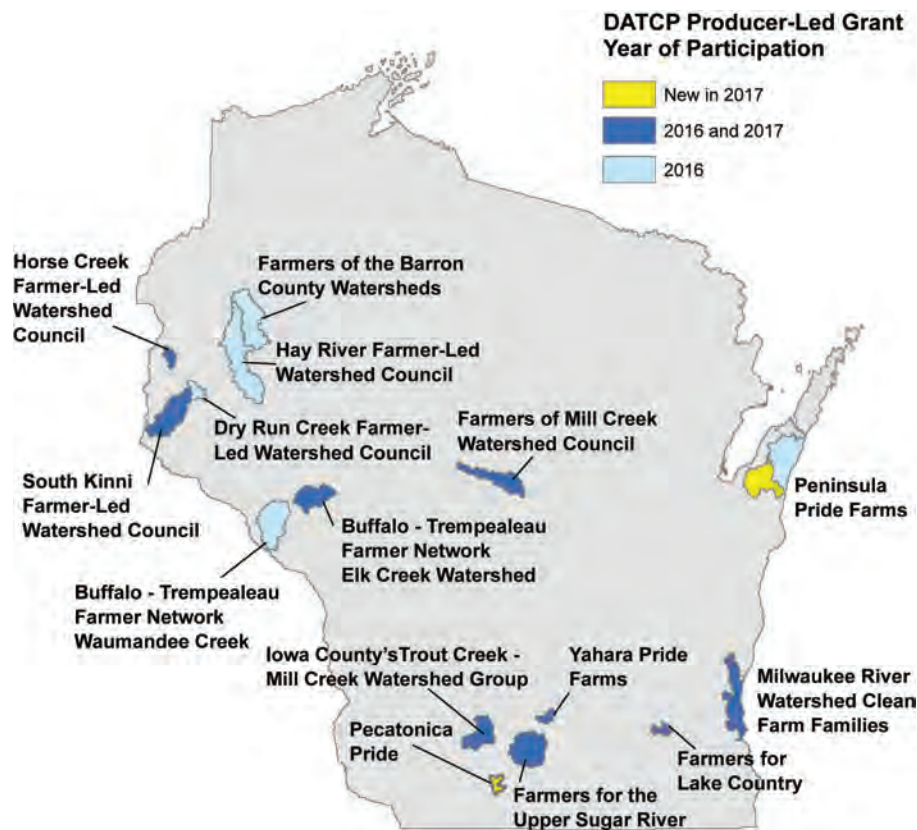 DATCP Producer-Led Grant
Year of Participation
New in 2017
2016 and 2017
2016
Horse Creek
Farmer-Led
Watershed
Council
Farmers of the Barron
County Watersheds
Hay River Farmer-Led
Watershed Council
Dry Run Creek Farmer-
Led Watershed Council
Farmers of Mill Creek
Watershed Council
South Kinni
Farmer-Led
Watershed Council
Peninsula
Pride Farms
Buffalo - Trempealeau
Farmer Network
Elk Creek Watershed
Buffalo - Trempealeau
Farmer Network
Waumandee Creek
Iowa County'sTrout Creek -
Mill Creek Watershed Group
Yahara Pride
Farms
Milwaukee River
Watershed Clean
Farm Families
Pecatonica
Pride
Farmers for
Lake Country
Farmers for the
Upper Sugar River